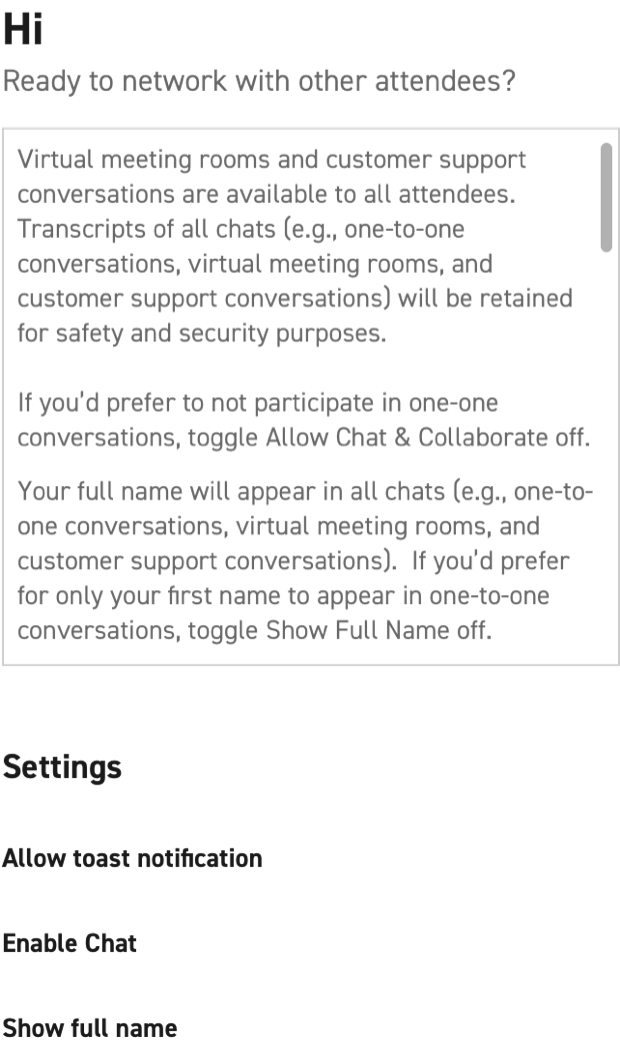 Hi
Ready to network with other attendees?
Virtual meeting rooms and customer support
conversations are available to all attendees.
Transcripts of all chats (e.g., one-to-one
conversations, virtual meeting rooms, and
customer support conversations) will be retained
for safety and security purposes.
If you'd prefer to not participate in one-one
conversations, toggle Allow Chat & Collaborate off.
Your full name will appear in all chats (e.g., one-to-
one conversations, virtual meeting rooms, and
customer support conversations).  If you'd prefer
for only your first name to appear in one-to-one
conversations, toggle Show Full Name off.
Settings
Allow toast notification
Enable Chat
Show full name